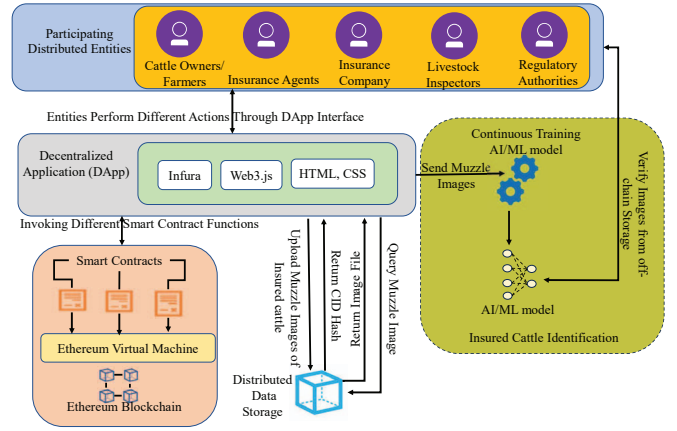 Participating
Distributed Entities
Cattle Owners/
Farmers
Insurance Agents
Insurance
Company
Livestock
Inspectors
Regulatory
Authorities
Entities Perform Different Actions Through DApp Interface
Decentralized
Application (DApp)
Infura
Web3.js
HTML, CSS
Send Muzzle
Images
Continuous Training
AI/ML model
Verify Images from off-
chain Storage
AI/ML model
Insured Cattle Identification
Invoking Different Smart Contract Functions
Smart Contracts
Ethereum Virtual Machine
Ethereum Blockchain
Upload Muzzle Images of
Insured cattle
Return CID Hash
Return Image File
Query Muzzle Image
Distributed
Data
Storage